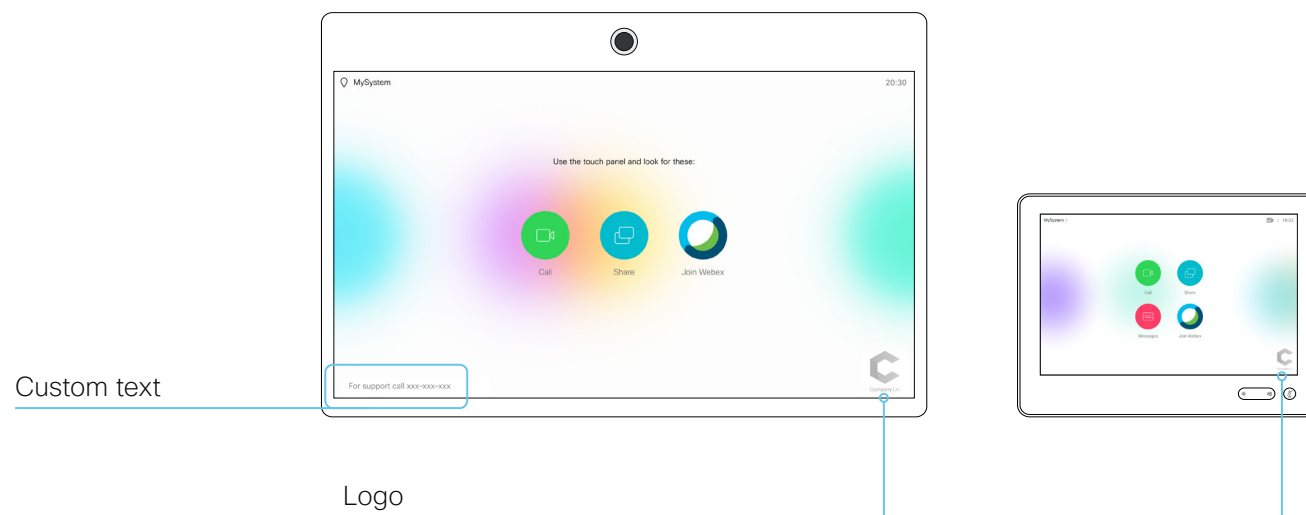 MySystem
20:30
Use the touch panel and look for these:
Call
Share
Join Webex
For support call xxx-xxx-xxx
Custom text
Logo
MySystem
Call
Share
Messages
Join Webex